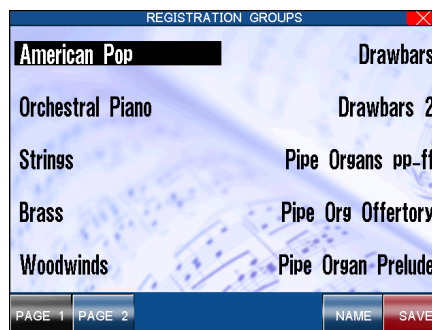 REGISTRATION GROUPS
American Pop
Drawbars
Orchestral Piano
Drawbars 2
Strings
Pipe Organs pp-ff
Brass
Pipe Org Offertory
Woodwinds
Pipe Organ Prelude
PAGE 1 PAGE 2 NAME SAVE